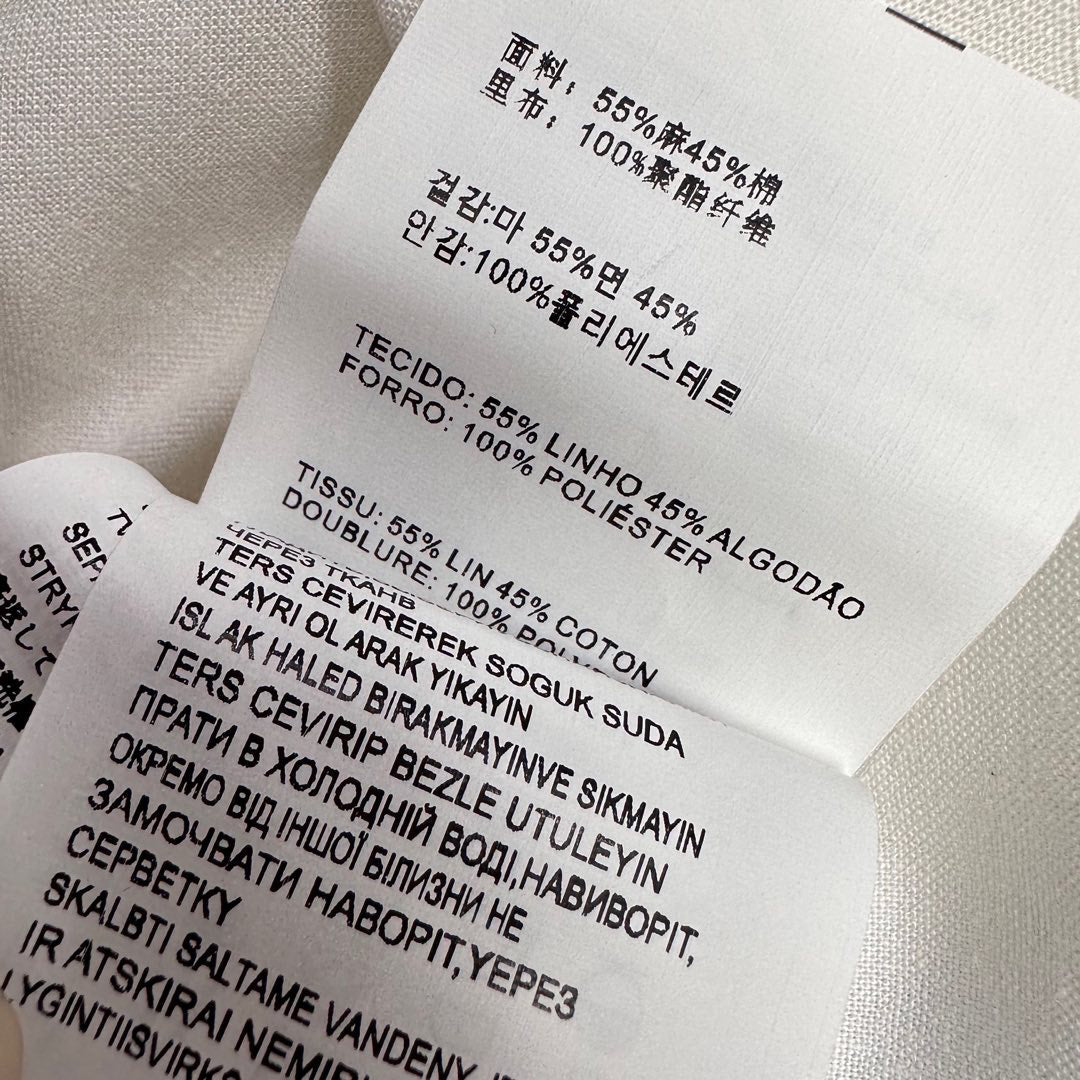 面料：55%麻45%棉
里布：100%聚酯纤维
겉감:마 55%면 45%
안감:100%폴리에스테르
TECIDO: 55% LINHO 45% ALGODÃO
FORRO: 100% POLIÉSTER
TISSU: 55% LIN 45% COTON
DOUBLURE: 100%
ЧЕРЕЗ ТКАНВ
TERS CEVIREREK SOGUK SUDA
VE AYRI OLARAK YIKAYIN
ISLAK HALED BIRAKMAYINVE SIKMAYIN
TERS CEVIRIP BEZLE UTULEYIN
ПРАТИ В ХОЛОДНІЙ ВОДІ,НАВИВОРІТ,
ОКРЕМО ВІД ІНШОЇ БІЛИЗНИ НЕ
ЗАМОЧВАТИ НАВОРІТ,YЕРЕЗ
СЕРВЕТКУ
SKALBTI SALTAME VANDENY,
IR ATSKIRAI